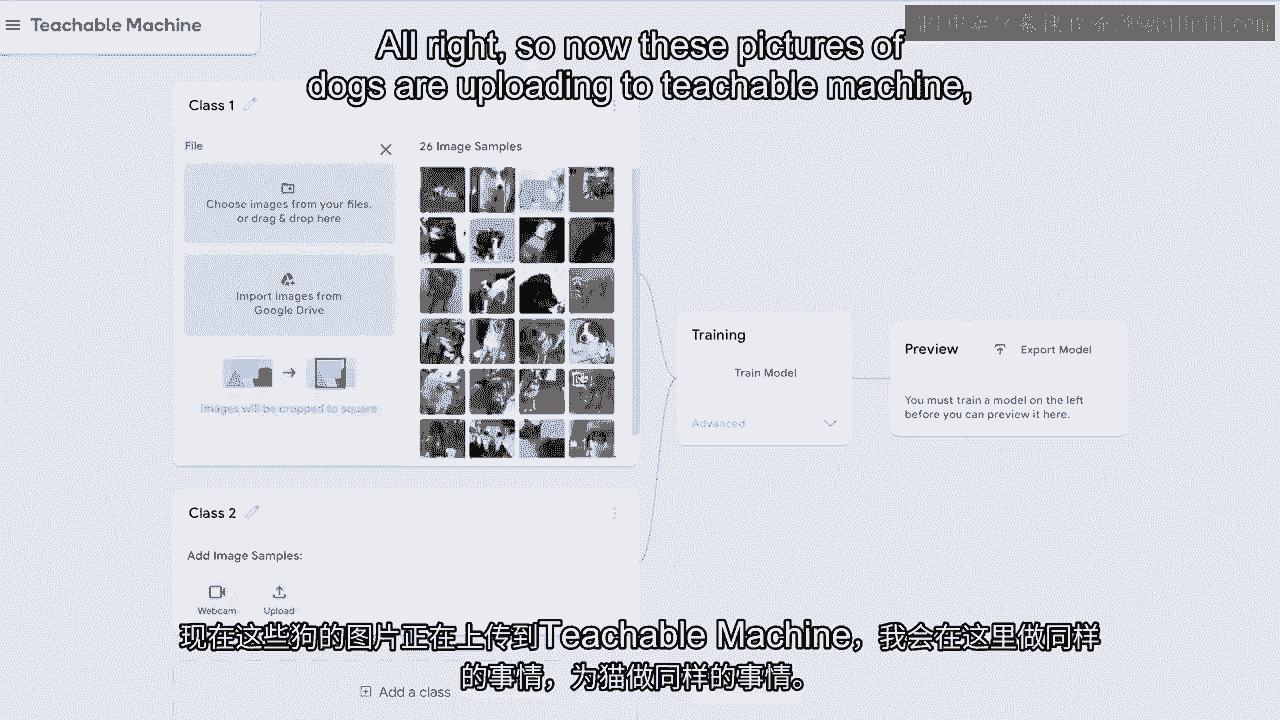 Teachable Machine
All right, so now these pictures of
dogs are uploading to teachable machine,
Class 1
File
26 Image Samples
Choose images from your files,
or drag & drop here
Import images from
Google Drive
Images will be cropped to square
Training
Train Model
Advanced
Preview
Export Model
You must train a model on the left
before you can preview it here.
Class 2
Add Image Samples:
Webcam
Upload
现在这些狗的图片正在上传到Teachable Machine，我会在这里做同样
的事情，为猫做同样的事情。
Add a class